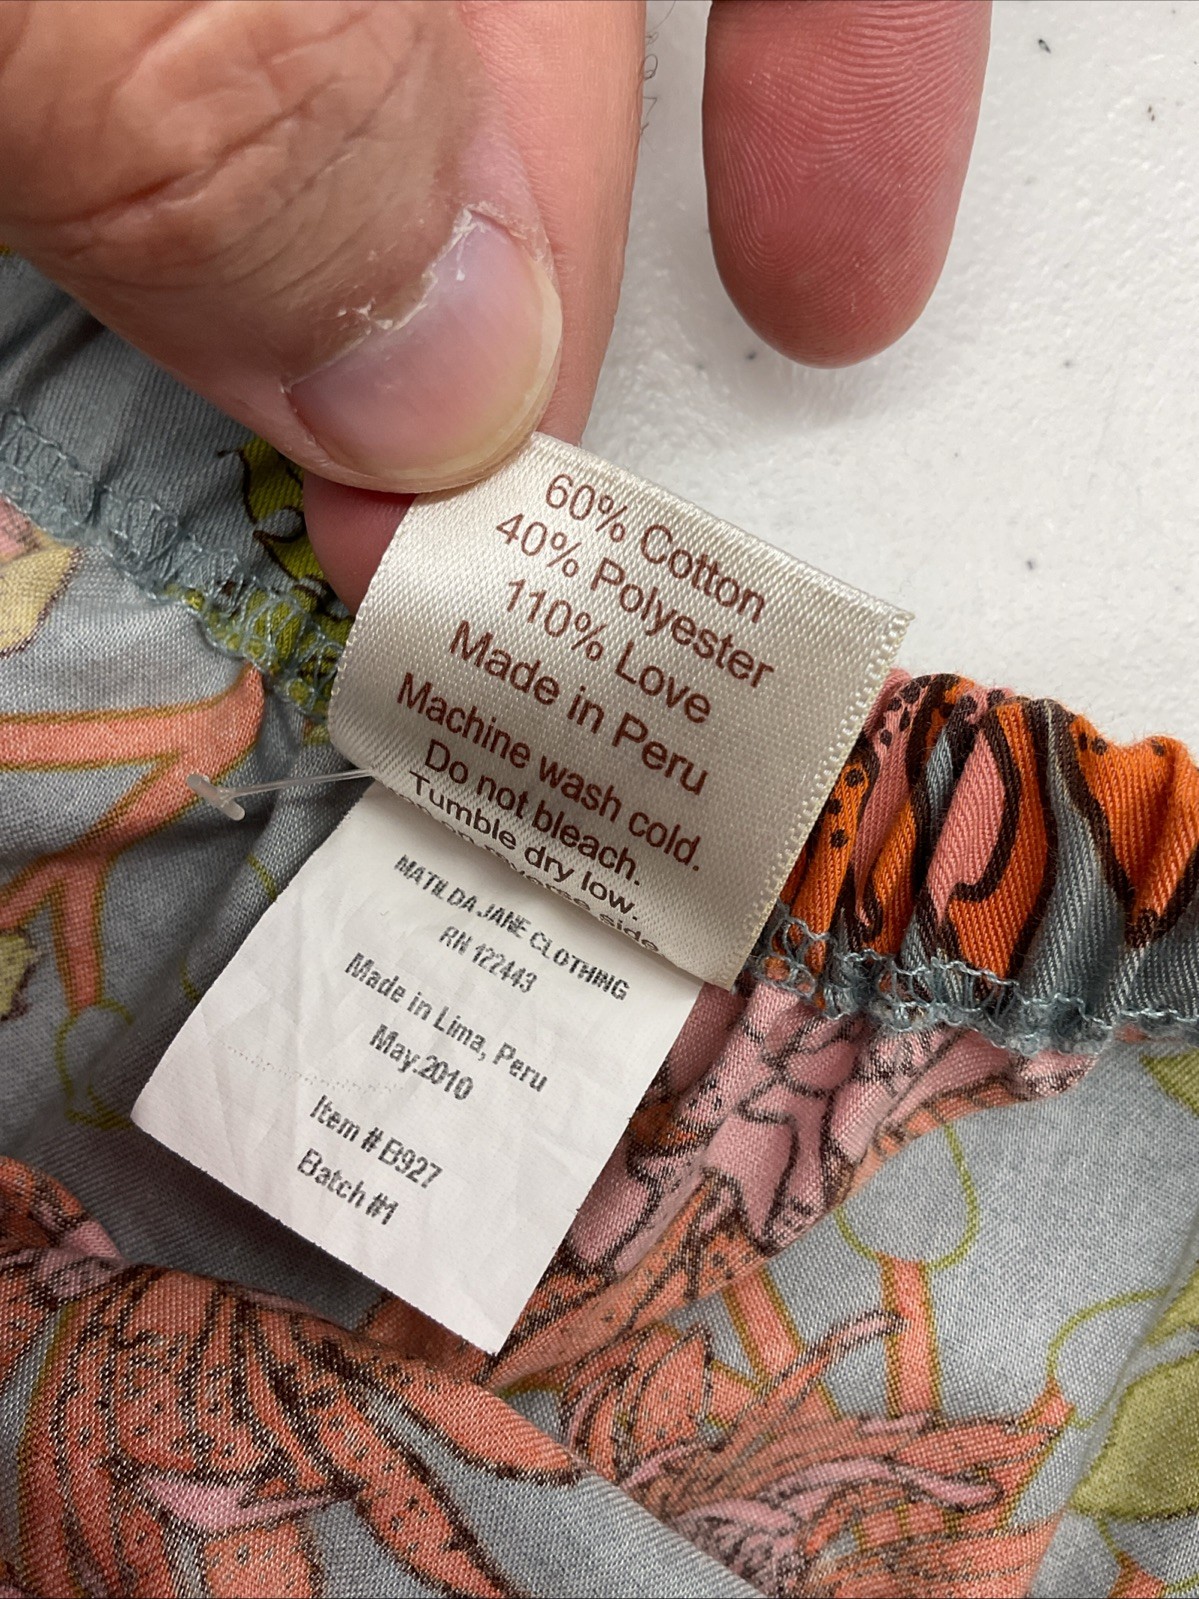 60% Cotton
40% Polyester
110% Love
Made in Peru
Machine wash cold.
Do not bleach.
Tumble dry low.
side
MATILDA JANE CLOTHING
RN 122443
Made in Lima, Peru
May.2010
Item # B927
Batch #1